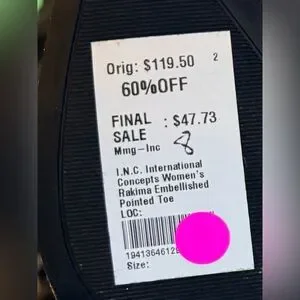 Orig: $119.50 2
60%OFF
FINAL : $47.73
SALE
Mmg-Inc 8
I.N.C. International
Concepts Women's
Rakima Embellished
Pointed Toe
LOC:
Size: